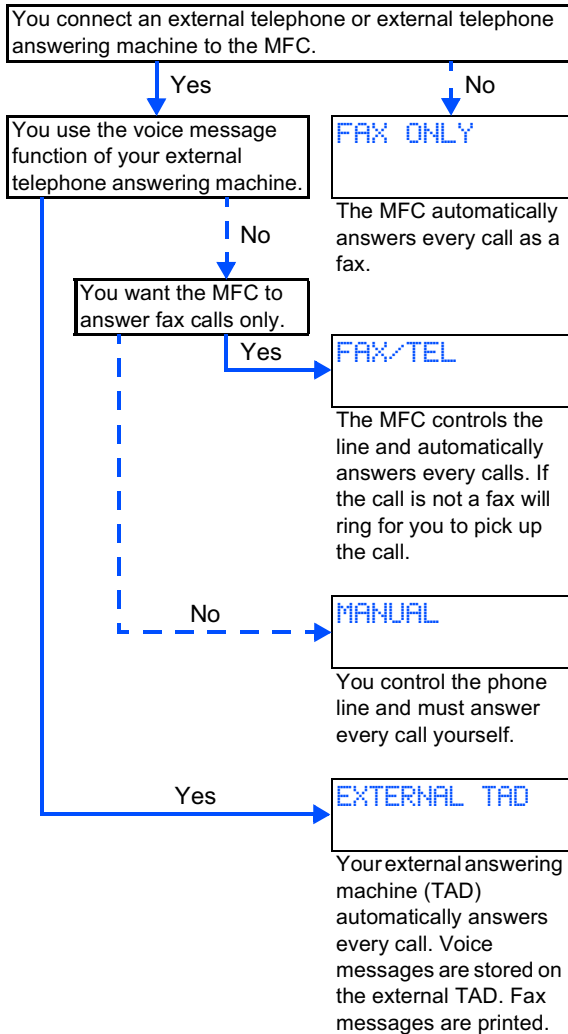 You connect an external telephone or external telephone
answering machine to the MFC.
Yes
No
You use the voice message
function of your external
telephone answering machine.
FAX ONLY
The MFC automatically
answers every call as a
fax.
No
You want the MFC to
answer fax calls only.
Yes
FAX/TEL
The MFC controls the
line and automatically
answers every calls. If
the call is not a fax will
ring for you to pick up
the call.
No
MANUAL
You control the phone
line and must answer
every call yourself.
Yes
EXTERNAL TAD
Your external answering
machine (TAD)
automatically answers
every call. Voice
messages are stored on
the external TAD. Fax
messages are printed.